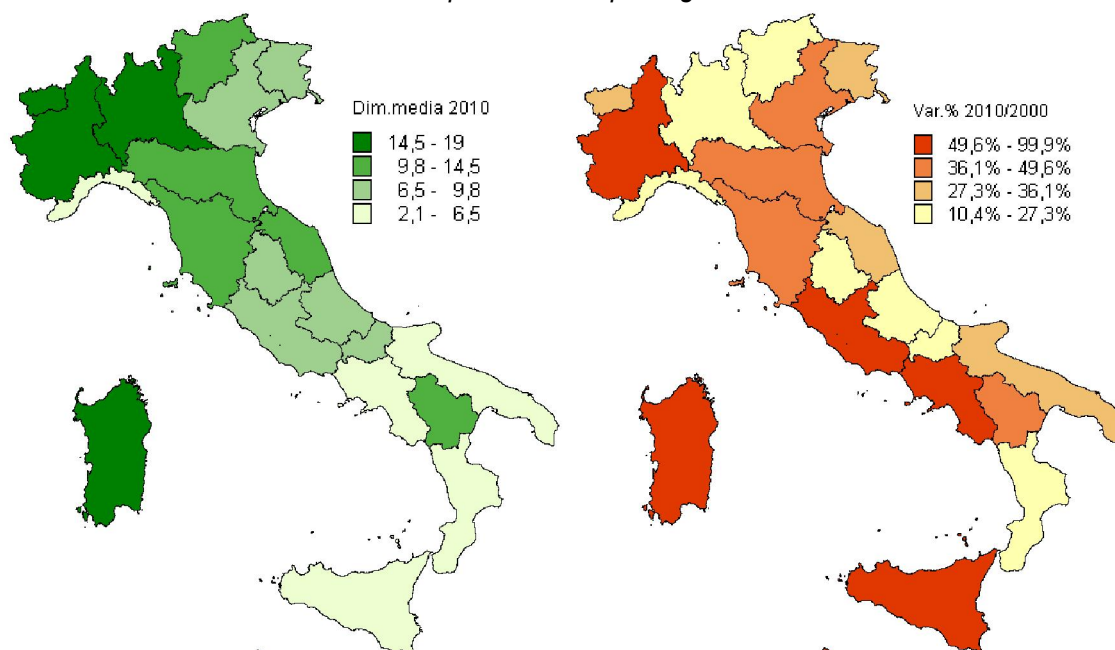 Dim.media 2010
14,5 - 19
9,8 - 14,5
6,5 - 9,8
2,1 - 6,5
Var.% 2010/2000
49,6% - 99,9%
36,1% - 49,6%
27,3% - 36,1%
10,4% - 27,3%